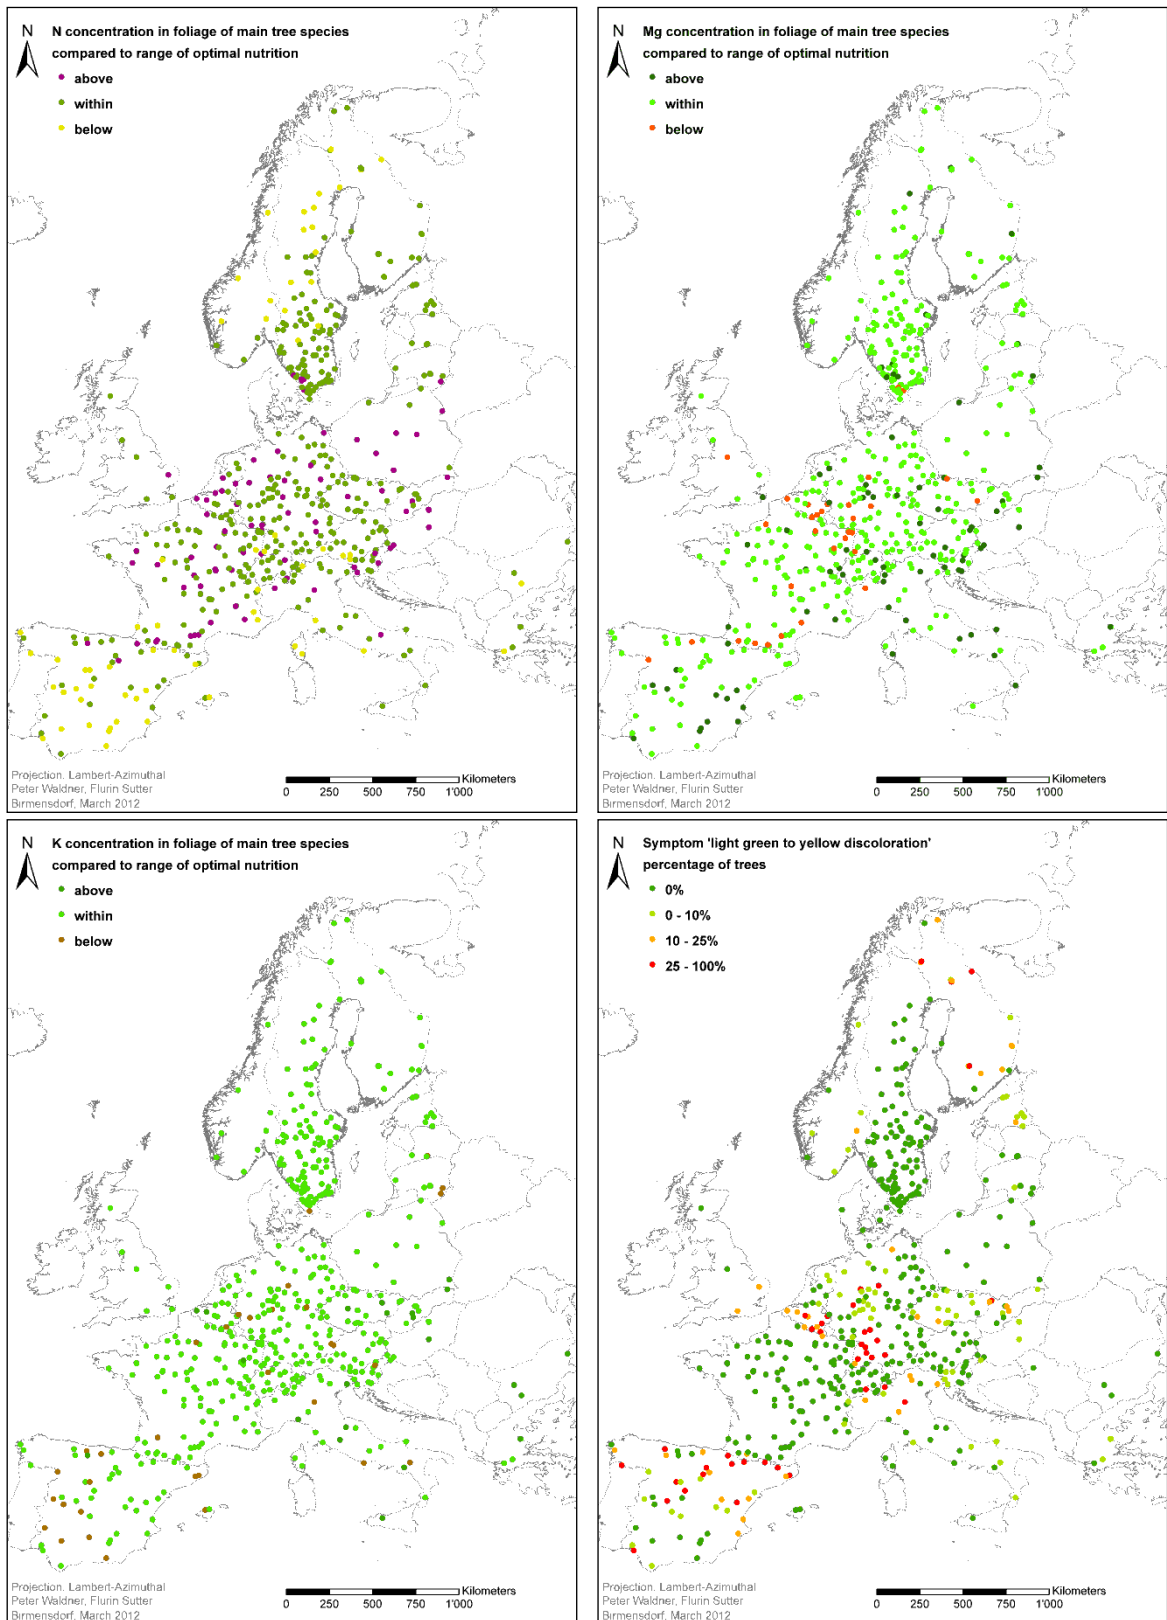 N
N concentration in foliage of main tree species
compared to range of optimal nutrition
above
within
below
Projection. Lambert-Azimuthal
Peter Waldner, Flurin Sutter
Birmensdorf, March 2012
Kilometers
0 250 500 750 1'000
N
Mg concentration in foliage of main tree species
compared to range of optimal nutrition
above
within
below
Projection. Lambert-Azimuthal
Peter Waldner, Flurin Sutter
Birmensdorf, March 2012
Kilometers
0 250 500 750 1'000
N
K concentration in foliage of main tree species
compared to range of optimal nutrition
above
within
below
Projection. Lambert-Azimuthal
Peter Waldner, Flurin Sutter
Birmensdorf, March 2012
Kilometers
0 250 500 750 1'000
N
Symptom 'light green to yellow discoloration'
percentage of trees
0%
0 - 10%
10 - 25%
25 - 100%
Projection. Lambert-Azimuthal
Peter Waldner, Flurin Sutter
Birmensdorf, March 2012
Kilometers
0 250 500 750 1'000